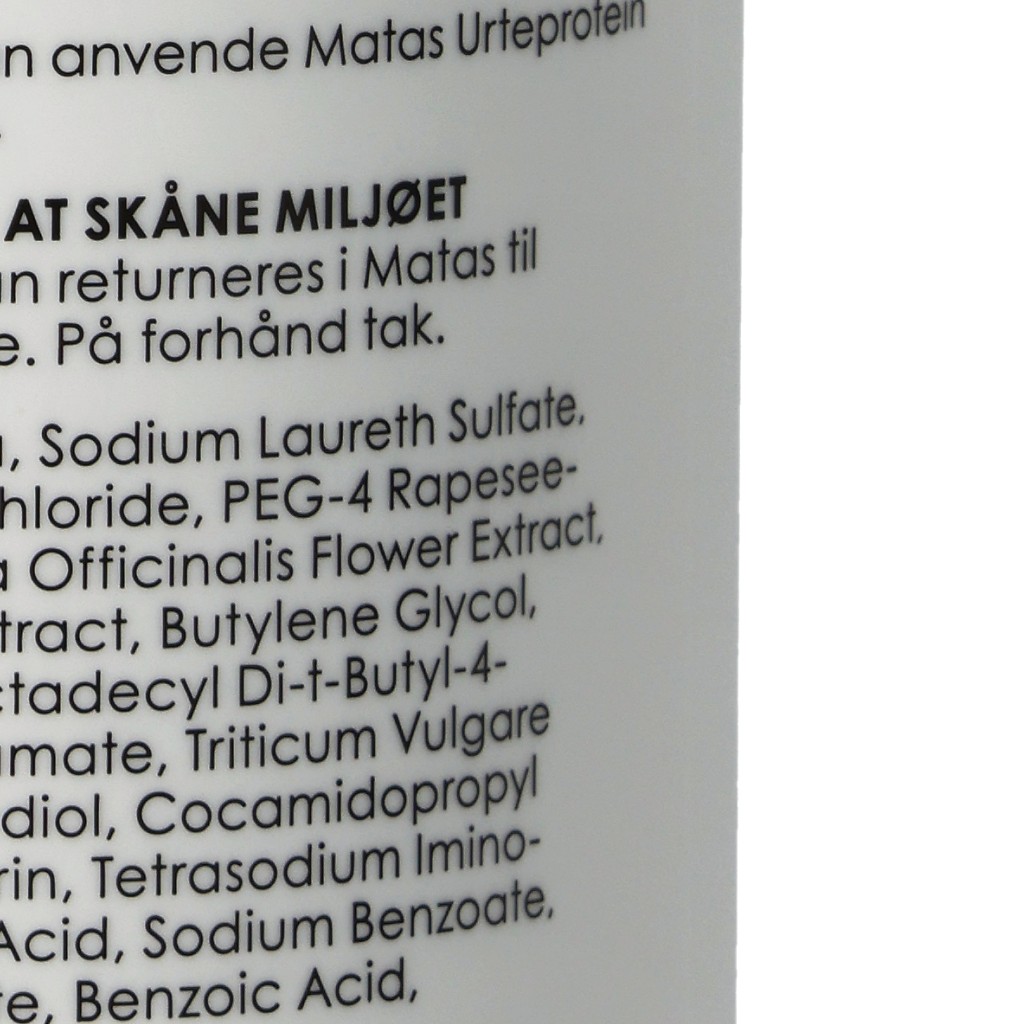 anvende Matas Urteprotein
AT SKÅNE MILJØET
returneres i Matas til
e. På forhånd tak.
, Sodium Laureth Sulfate,
hloride, PEG-4 Rapesee-
Officinalis Flower Extract,
tract, Butylene Glycol,
tadecyl Di-t-Butyl-4-
mate, Triticum Vulgare
diol, Cocamidopropyl
rin, Tetrasodium Imino-
Acid, Sodium Benzoate,
e, Benzoic Acid,